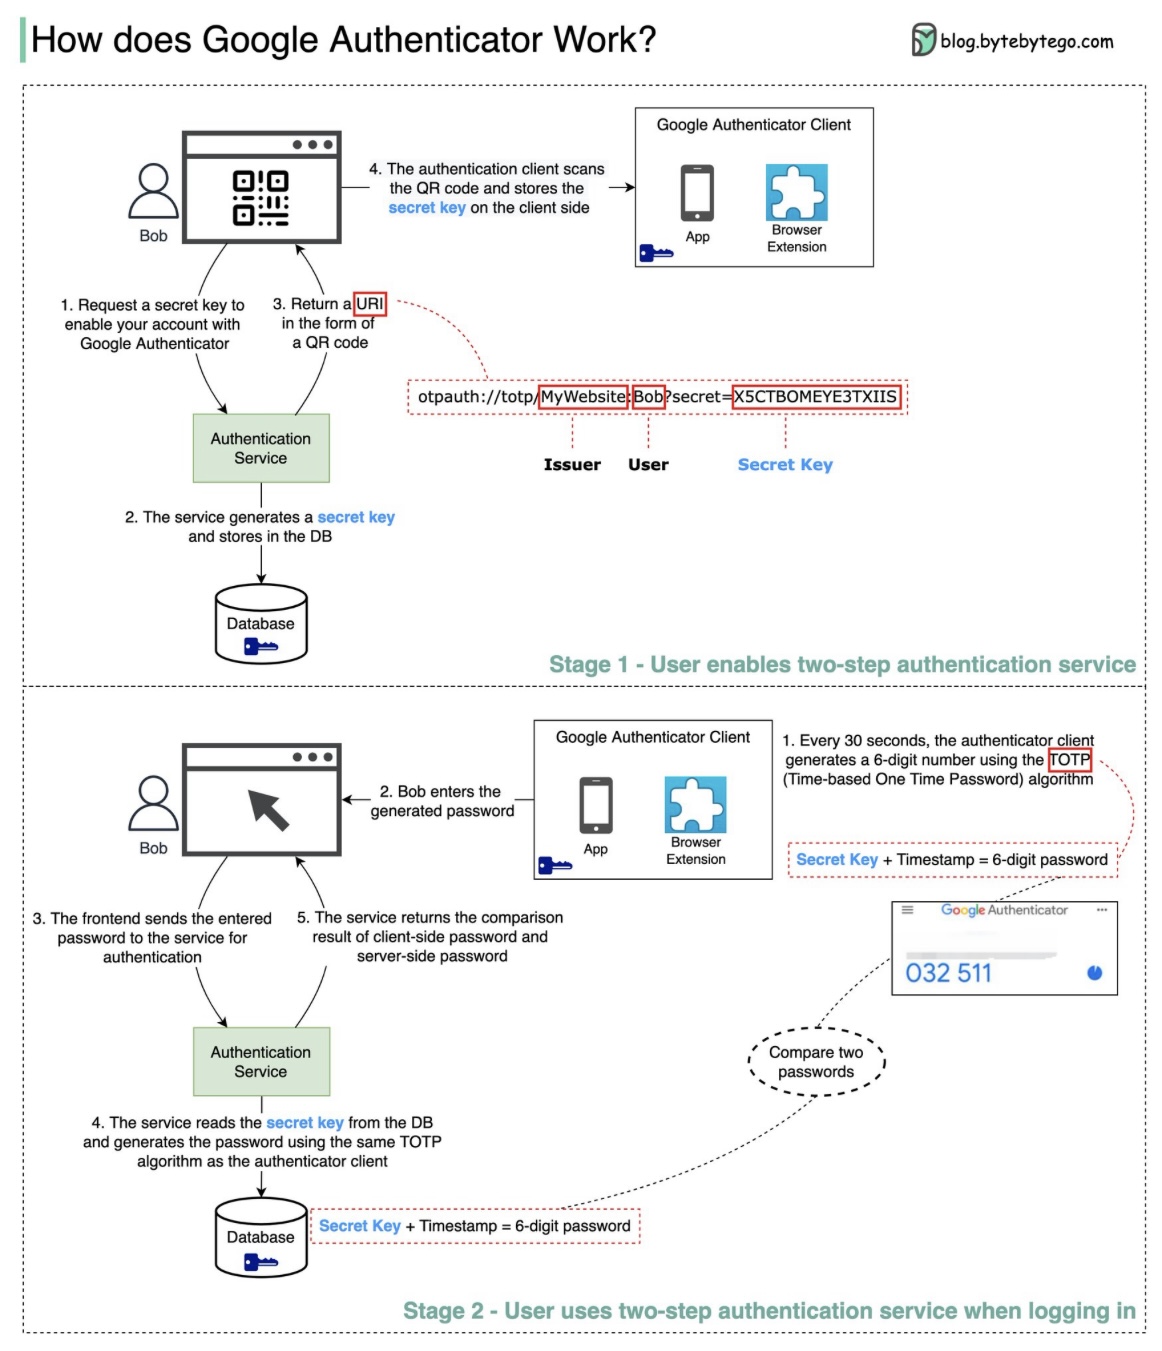 How does Google Authenticator Work?
blog.bytebytego.com
Google Authenticator Client
4. The authentication client scans
the QR code and stores the
secret key on the client side
App
Browser
Extension
Bob
1. Request a secret key to
enable your account with
Google Authenticator
3. Return a URI
in the form of
a QR code
otpauth://totp/MyWebsite:Bob?secret=X5CTBOMEYE3TXIIS
Issuer
User
Secret Key
Authentication
Service
2. The service generates a secret key
and stores in the DB
Database
Stage 1 - User enables two-step authentication service
Google Authenticator Client
1. Every 30 seconds, the authenticator client
generates a 6-digit number using the TOTP
(Time-based One Time Password) algorithm
2. Bob enters the
generated password
App
Browser
Extension
Bob
Secret Key + Timestamp = 6-digit password
3. The frontend sends the entered
password to the service for
authentication
5. The service returns the comparison
result of client-side password and
server-side password
Google Authenticator
032 511
Authentication
Service
Compare two
passwords
4. The service reads the secret key from the DB
and generates the password using the same TOTP
algorithm as the authenticator client
Database
Secret Key + Timestamp = 6-digit password
Stage 2 - User uses two-step authentication service when logging in